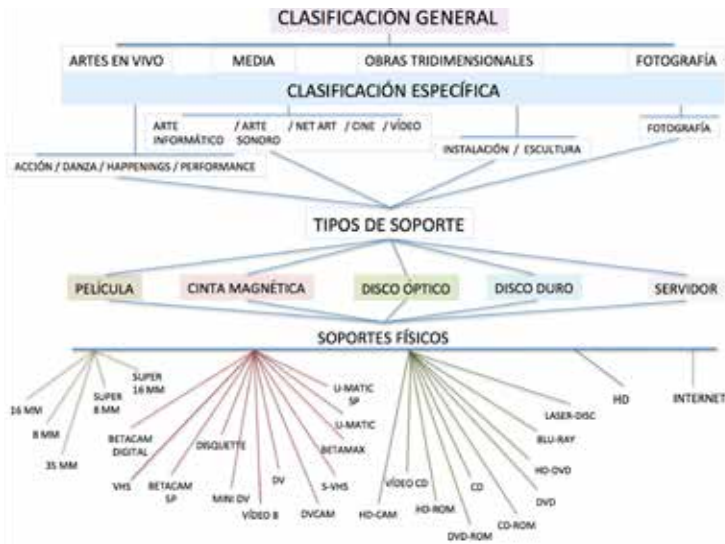 CLASIFICACIÓN GENERAL
ARTES EN VIVO
MEDIA
OBRAS TRIDIMENSIONALES
FOTOGRAFÍA
CLASIFICACIÓN ESPECÍFICA
ARTE INFORMÁTICO / ARTE SONORO / NET ART / CINE / VÍDEO
INSTALACIÓN / ESCULTURA
FOTOGRAFÍA
ACCIÓN / DANZA / HAPPENINGS / PERFORMANCE
TIPOS DE SOPORTE
PELÍCULA
CINTA MAGNÉTICA
DISCO ÓPTICO
DISCO DURO
SERVIDOR
SOPORTES FÍSICOS
16 MM
8 MM
35 MM
SUPER
8 MM
SUPER
16 MM
BETACAM
DIGITAL
VHS
BETACAM
SP
DISQUETTE
MINI DV
VÍDEO 8
DV
DVCAM
S-VHS
BETAMAX
U-MATIC
U-MATIC
SP
HD-CAM
VÍDEO CD
HD-ROM
DVD-ROM
CD
CD-ROM
DVD
HD-DVD
BLU-RAY
LASER-DISC
HD
INTERNET